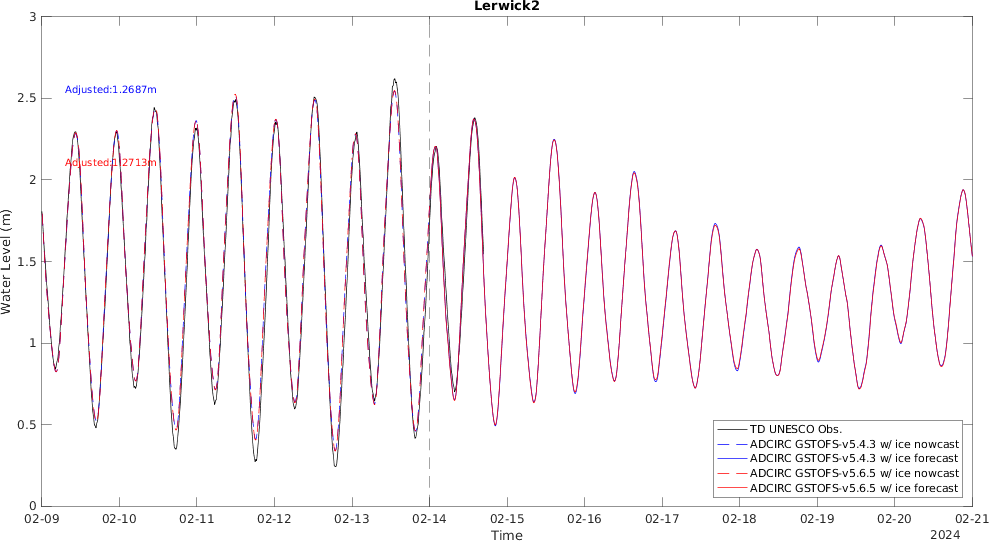 Lerwick2
3
2.5
2
1.5
1
0.5
0
Water Level (m)
Adjusted:1.2687m
Adjusted:1.2713m
TD UNESCO Obs.
ADCIRC GSTOFS-v5.4.3 w/ ice nowcast
ADCIRC GSTOFS-v5.4.3 w/ ice forecast
ADCIRC GSTOFS-v5.6.5 w/ ice nowcast
ADCIRC GSTOFS-v5.6.5 w/ ice forecast
02-09 02-10 02-11 02-12 02-13 02-14 02-15 02-16 02-17 02-18 02-19 02-20 02-21
Time
2024